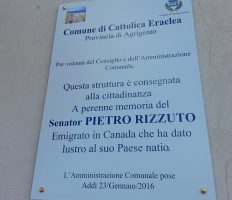 Comune di Cattolica Eraclea
Provincia di Agrigento
Per volontà del Consiglio e dell'Amministrazione
Comunale.
Questa struttura è consegnata
alla cittadinanza
A perenne memoria del
Senator PIETRO RIZZUTO
Emigrato in Canada che ha dato
lustro al suo Paese natio.
L'Amministrazione Comunale pose
Addì 23/Gennaio/2016